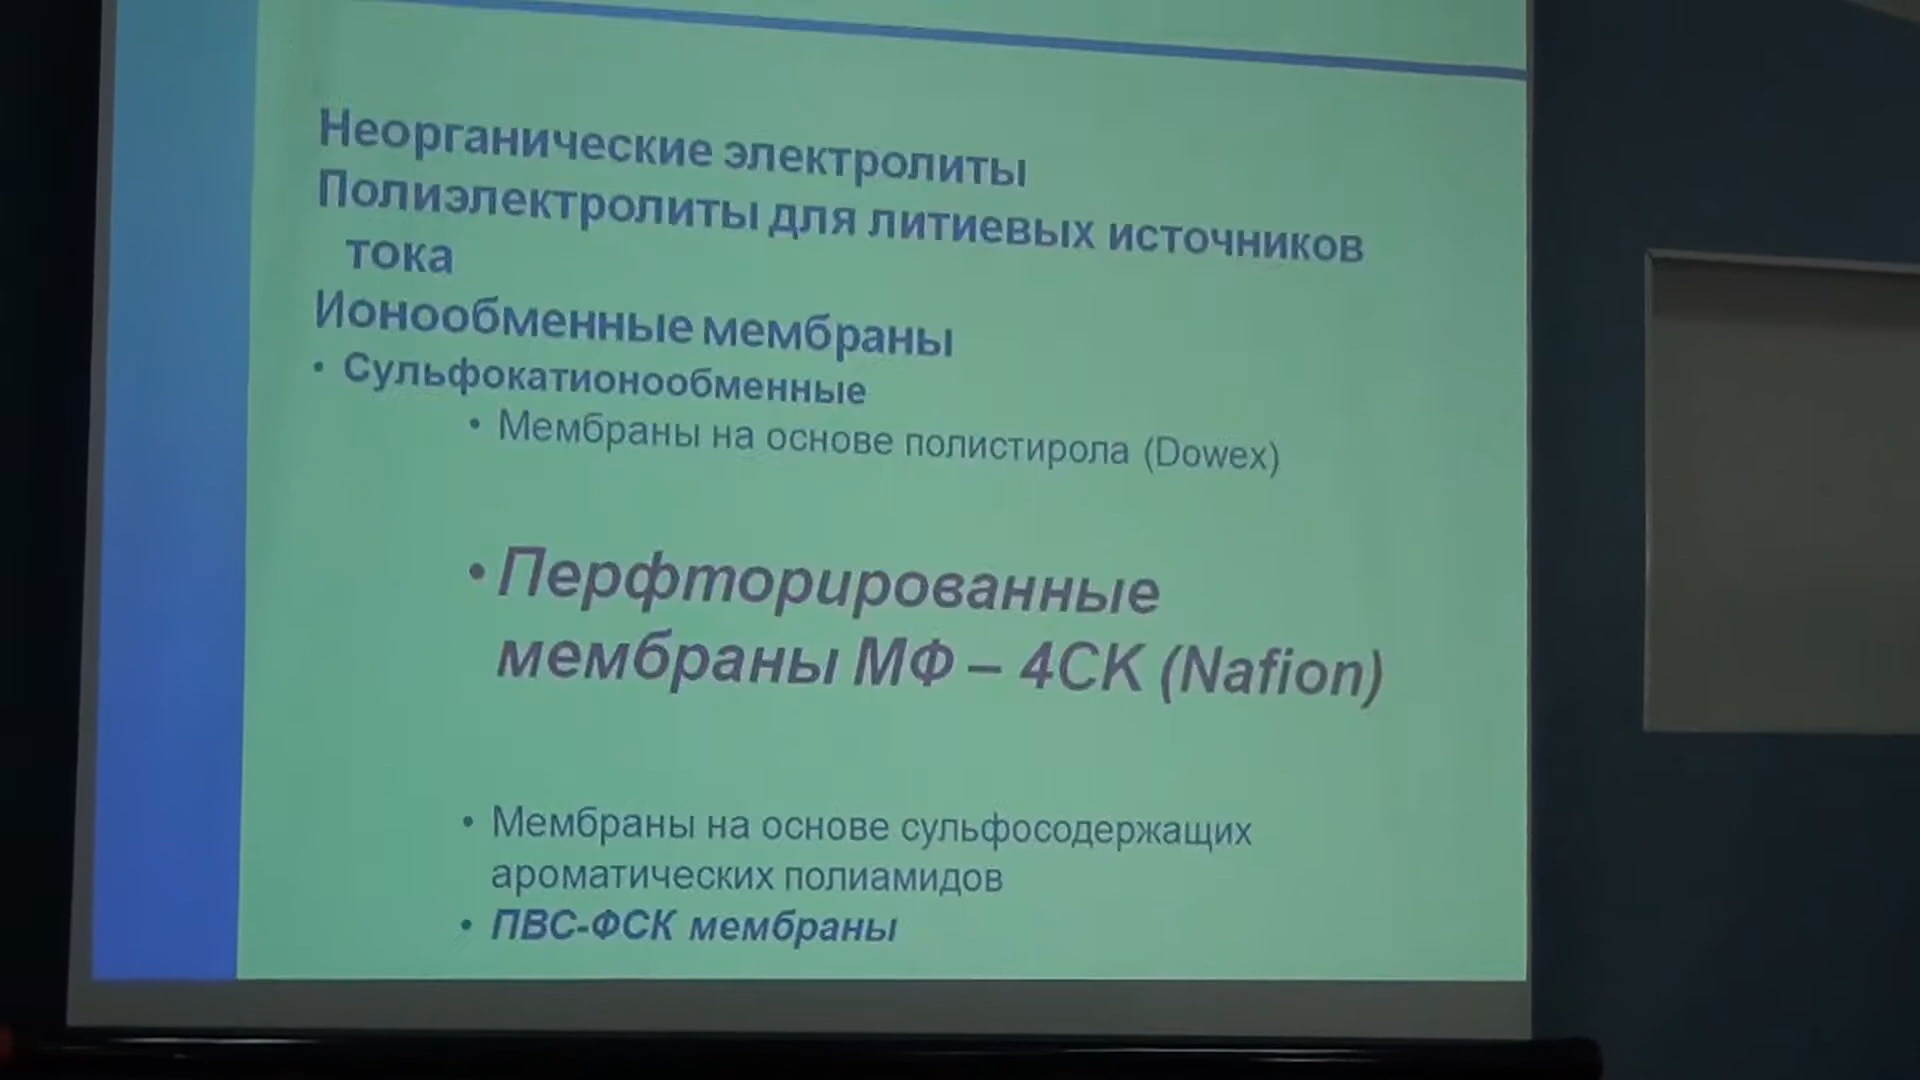 Неорганические электролиты
Полиэлектролиты для литиевых источников
тока
Ионообменные мембраны
• Сульфокатионообменные
• Мембраны на основе полистирола (Dowex)
• Перфторированные
мембраны МФ – 4СК (Nafion)
• Мембраны на основе сульфосодержащих
ароматических полиамидов
• ПВС-ФСК мембраны